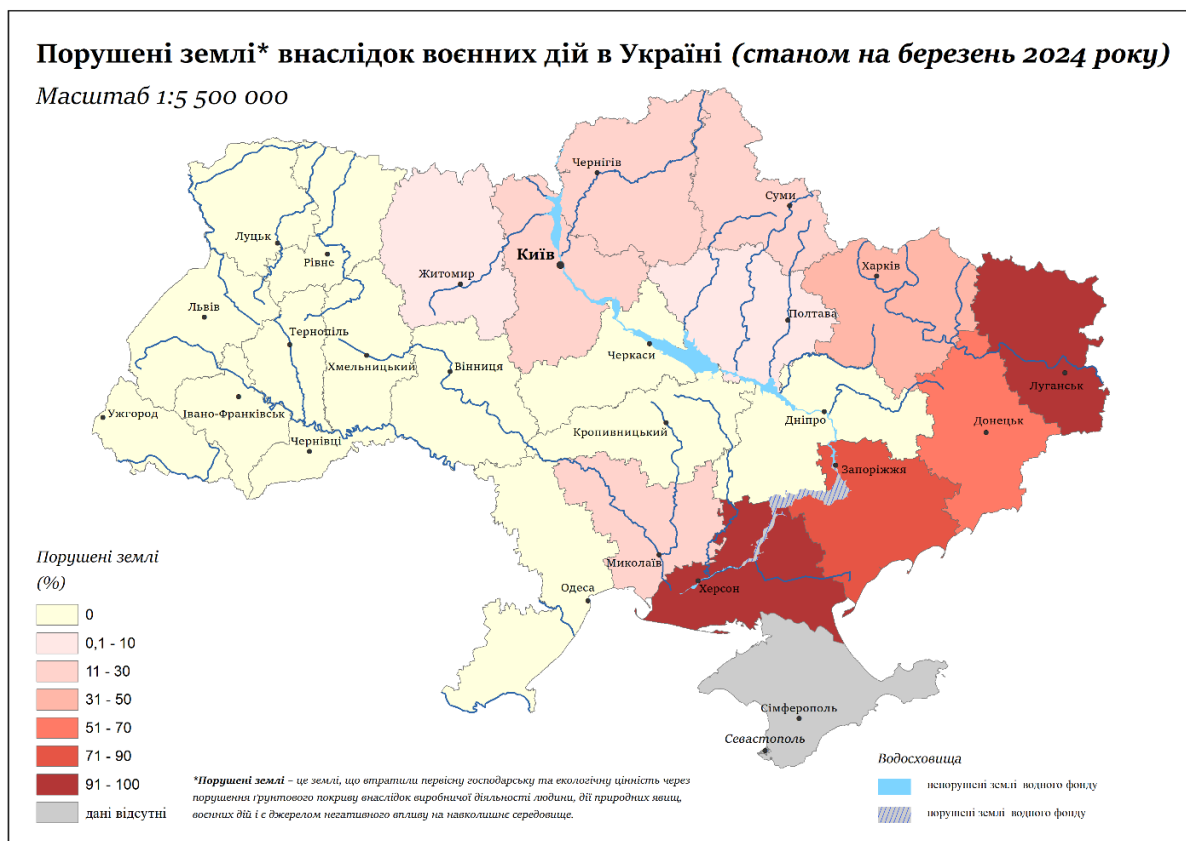 Порушені землі* внаслідок воєнних дій в Україні (станом на березень 2024 року)
Масштаб 1:5 500 000
Чернігів
Суми
Луцьк
Рівне
Київ
Житомир
Харків
Львів
Тернопіль
Полтава
Черкаси
Хмельницький
Вінниця
Луганськ
Ужгород
Івано-Франківськ
Чернівці
Кропивницький
Дніпро
Донецьк
Запоріжжя
Миколаїв
Одеса
Херсон
Сімферополь
Севастополь
Порушені землі
(%)
0
0,1 - 10
11 - 30
31 - 50
51 - 70
71 - 90
91 - 100
дані відсутні
*Порушені землі – це землі, що втратили первісну господарську та екологічну цінність через
порушення ґрунтового покриву внаслідок виробничої діяльності людини, дії природних явищ,
воєнних дій і є джерелом негативного впливу на навколишнє середовище.
Водосховища
непорушені землі водного фонду
порушені землі водного фонду